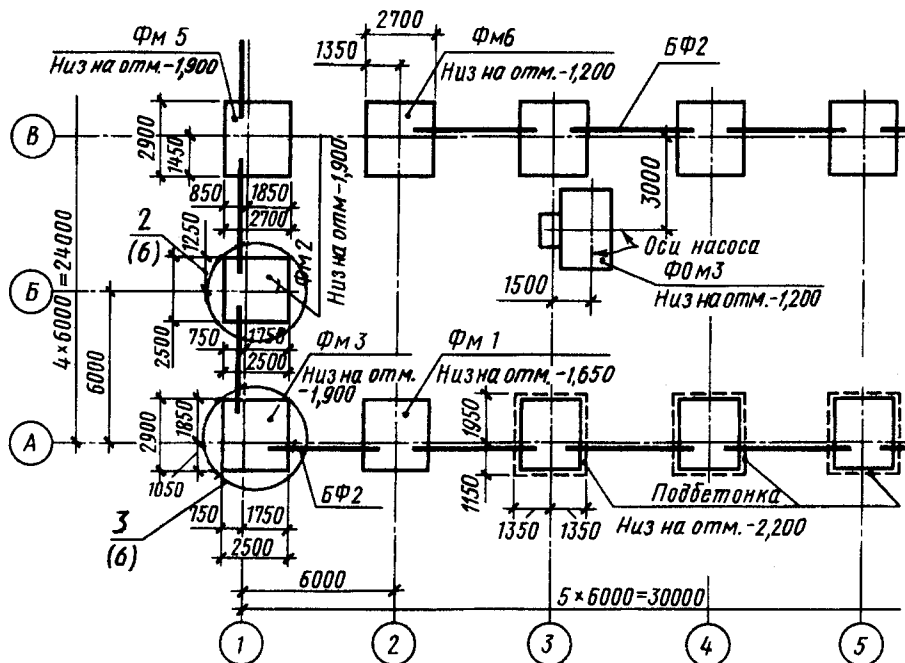 Фм 5
Низ на отм.-1,900
2700
1350
Фм6
Низ на отм.-1,200
БФ2
В
2900
1450
850
1850
2700
Фм 2
Низ на отм.-1,900
3000
2
(6)
1250
Оси насоса
ФОм3
Низ на отм.-1,200
1500
Б
4×6000=24000
6000
2500
750
1750
2500
Фм 3
Низ на отм.
-1,900
Фм 1
Низ на отм.-1,650
А
2900
1850
1050
1950
1150
3
(6)
750
1750
2500
БФ2
1350
1350
Подбетонка
Низ на отм.-2,200
6000
5×6000=30000
1
2
3
4
5